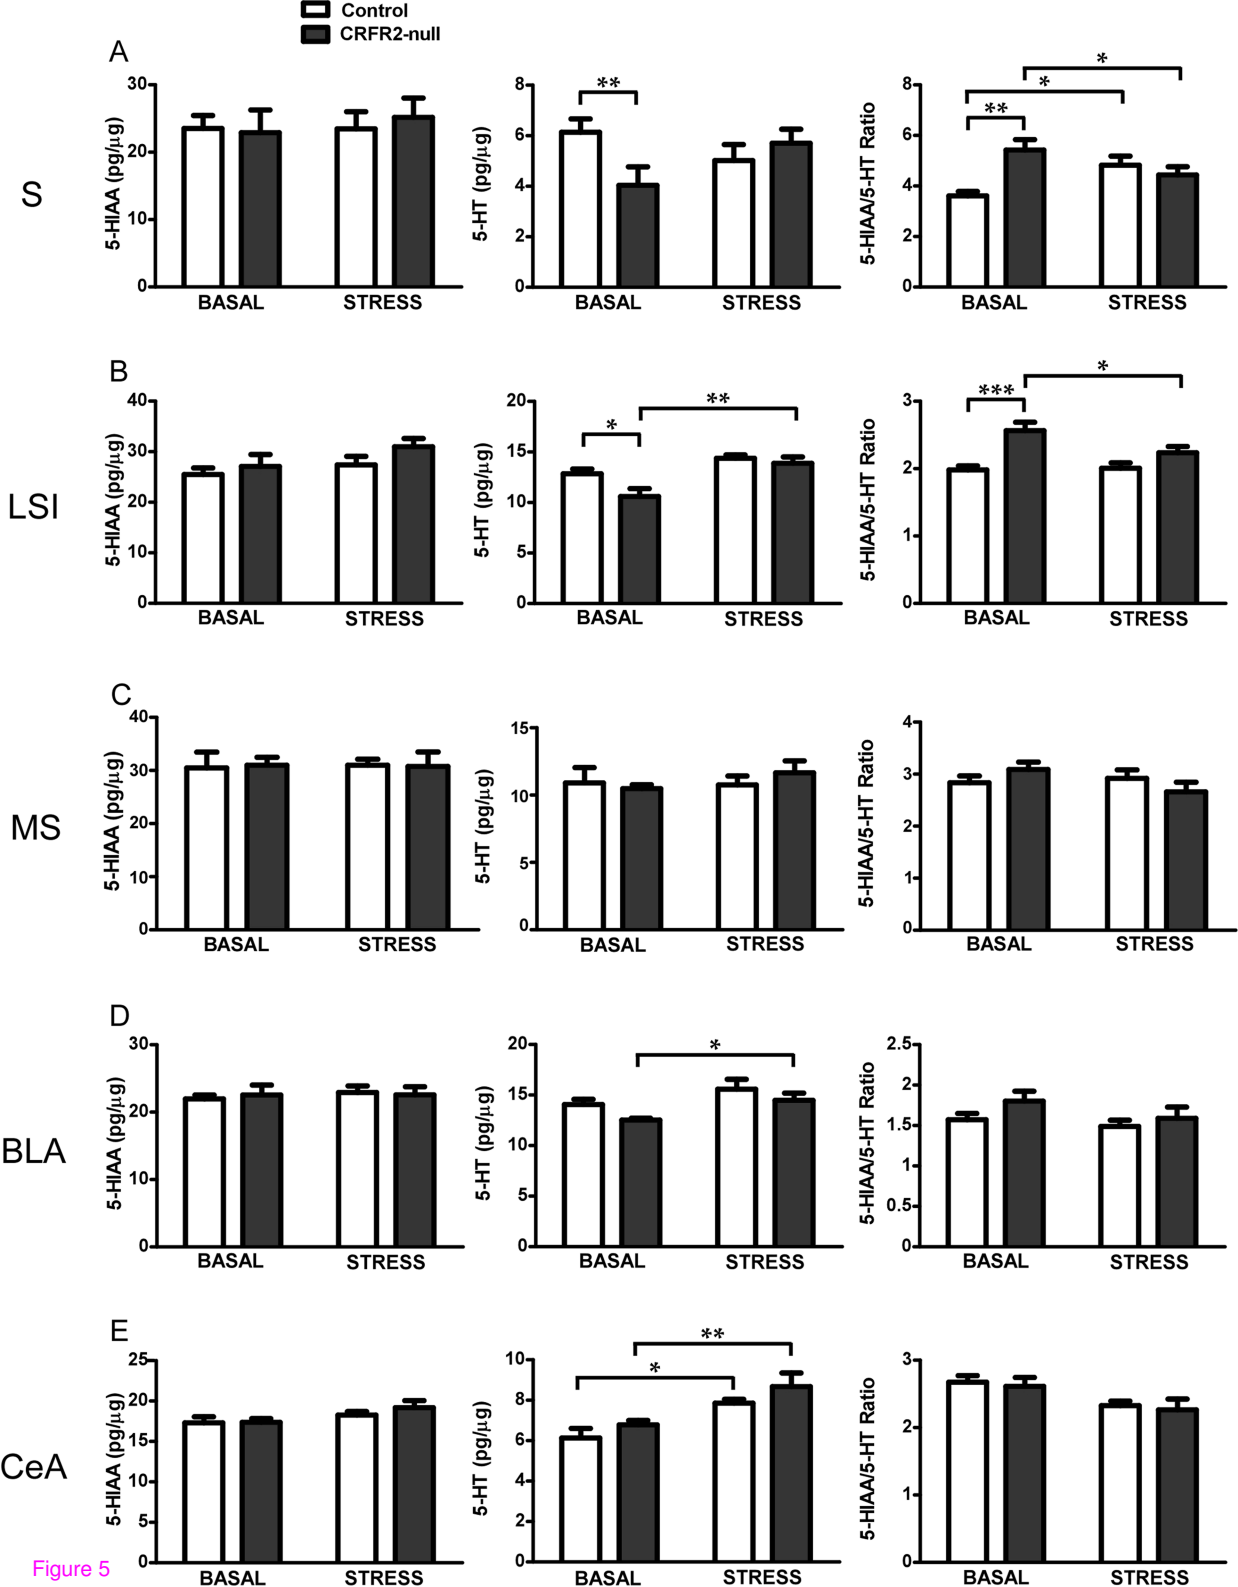 Control
CRFR2-null
A
S
5-HIAA (pg/µg)
30
20
10
0
BASAL
STRESS
5-HT (pg/µg)
8
6
4
2
0
**
BASAL
STRESS
5-HIAA/5-HT Ratio
8
6
4
2
0
*
*
**
BASAL
STRESS
B
LSI
5-HIAA (pg/µg)
40
30
20
10
0
BASAL
STRESS
5-HT (pg/µg)
20
15
10
5
0
**
*
BASAL
STRESS
5-HIAA/5-HT Ratio
3
2
1
0
*
***
BASAL
STRESS
C
MS
5-HIAA (pg/µg)
40
30
20
10
0
BASAL
STRESS
5-HT (pg/µg)
15
10
5
0
BASAL
STRESS
5-HIAA/5-HT Ratio
4
3
2
1
0
BASAL
STRESS
D
BLA
5-HIAA (pg/µg)
30
20
10
0
BASAL
STRESS
5-HT (pg/µg)
20
15
10
5
0
*
BASAL
STRESS
5-HIAA/5-HT Ratio
2.5
2
1.5
1
0.5
0
BASAL
STRESS
E
CeA
5-HIAA (pg/µg)
25
20
15
10
5
0
BASAL
STRESS
5-HT (pg/µg)
10
8
6
4
2
0
**
*
BASAL
STRESS
5-HIAA/5-HT Ratio
3
2
1
0
BASAL
STRESS
Figure 5